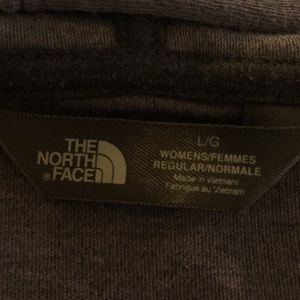 THE
NORTH
®FACE
L/G
WOMENS/FEMMES
REGULAR/NORMALE
Made in Vietnam
Fabriqué au Vietnam